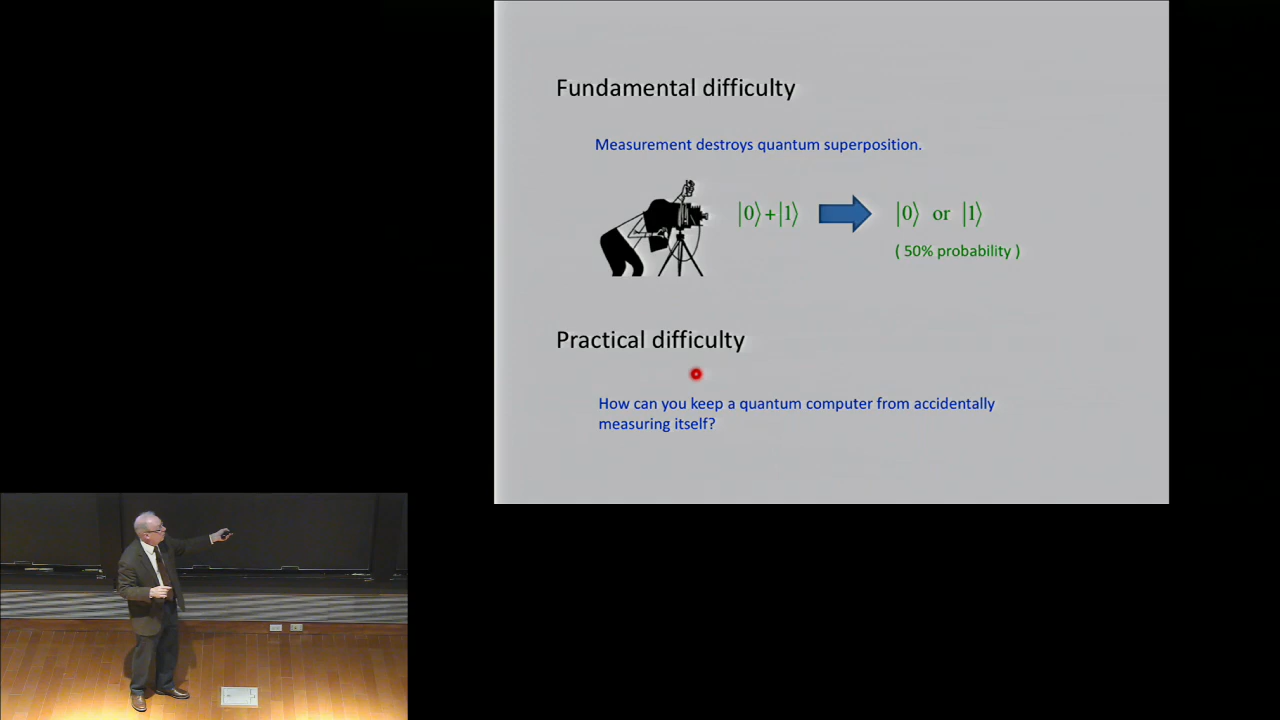 Fundamental difficulty
Measurement destroys quantum superposition.
|0⟩+|1⟩ |0⟩ or |1⟩
( 50% probability )
Practical difficulty
How can you keep a quantum computer from accidentally
measuring itself?